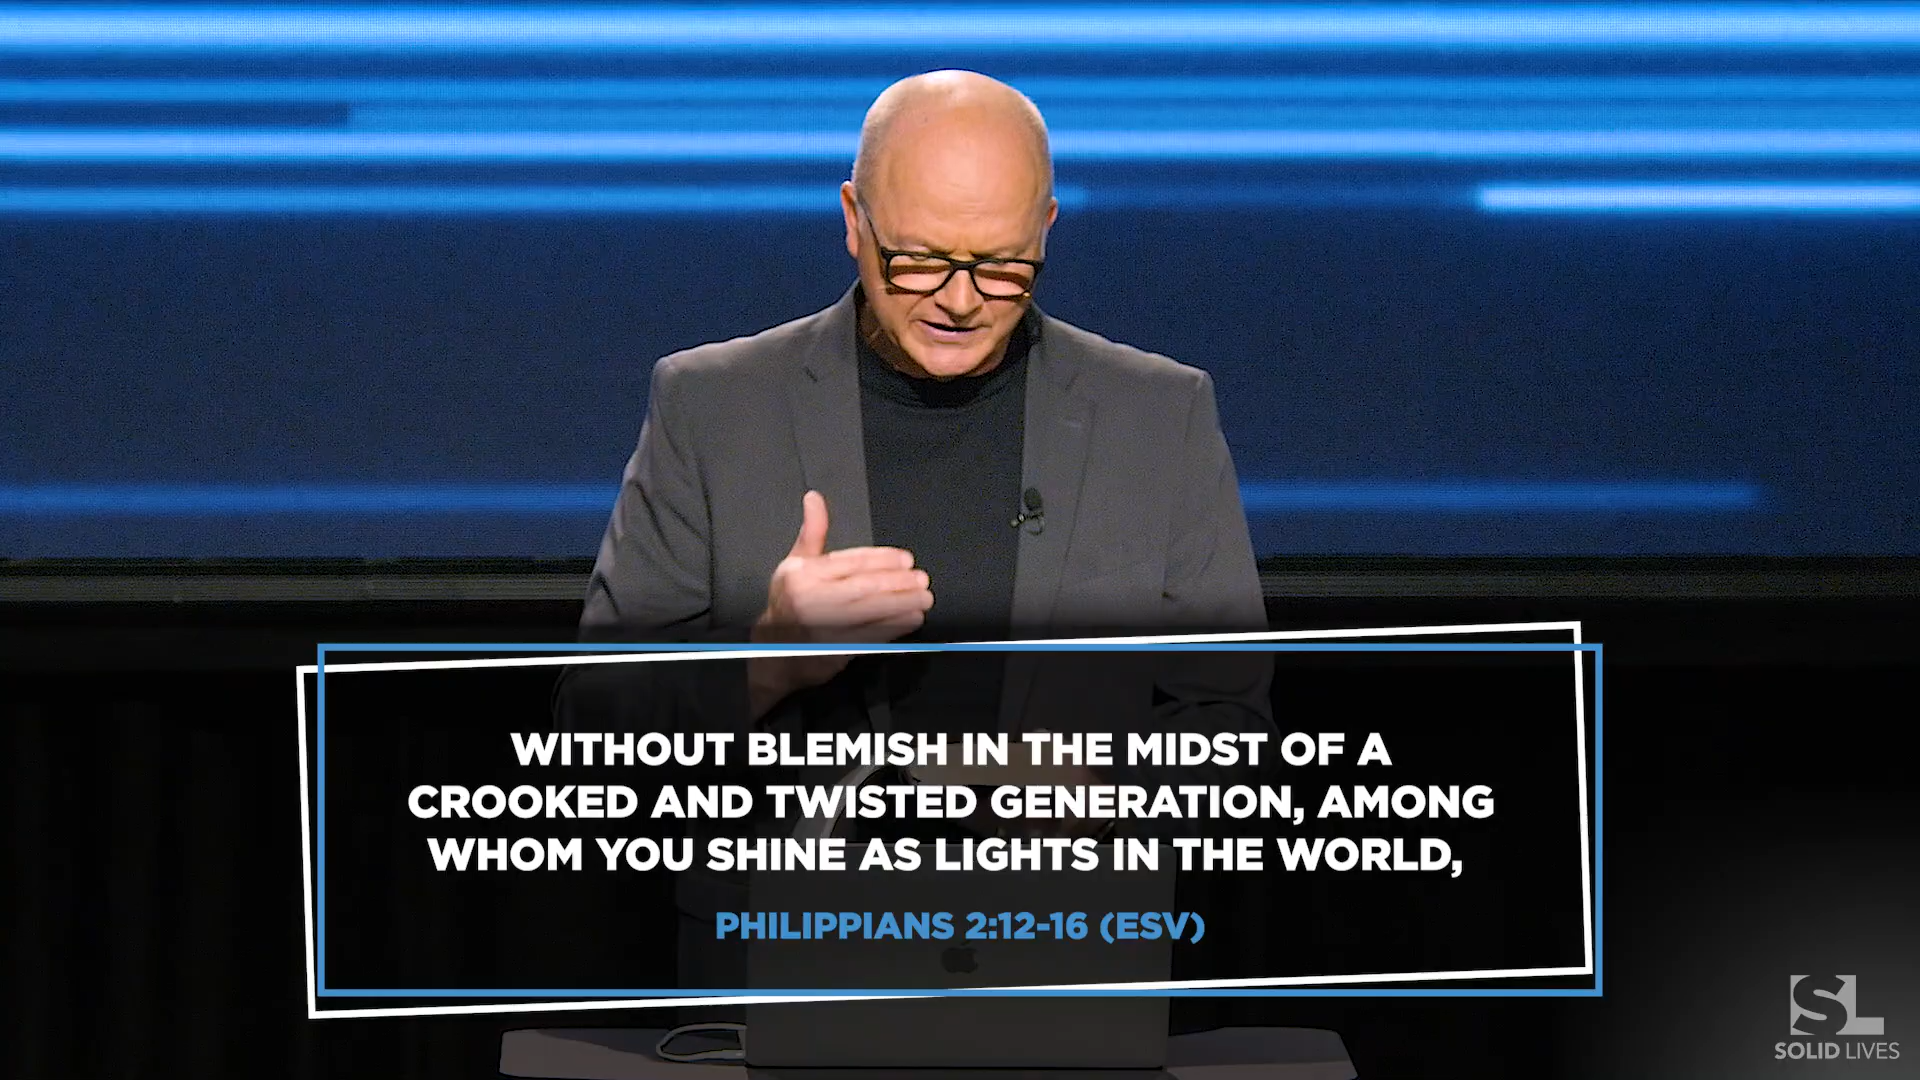 WITHOUT BLEMISH IN THE MIDST OF A
CROOKED AND TWISTED GENERATION, AMONG
WHOM YOU SHINE AS LIGHTS IN THE WORLD,
PHILIPPIANS 2:12-16 (ESV)
SL
SOLID LIVES